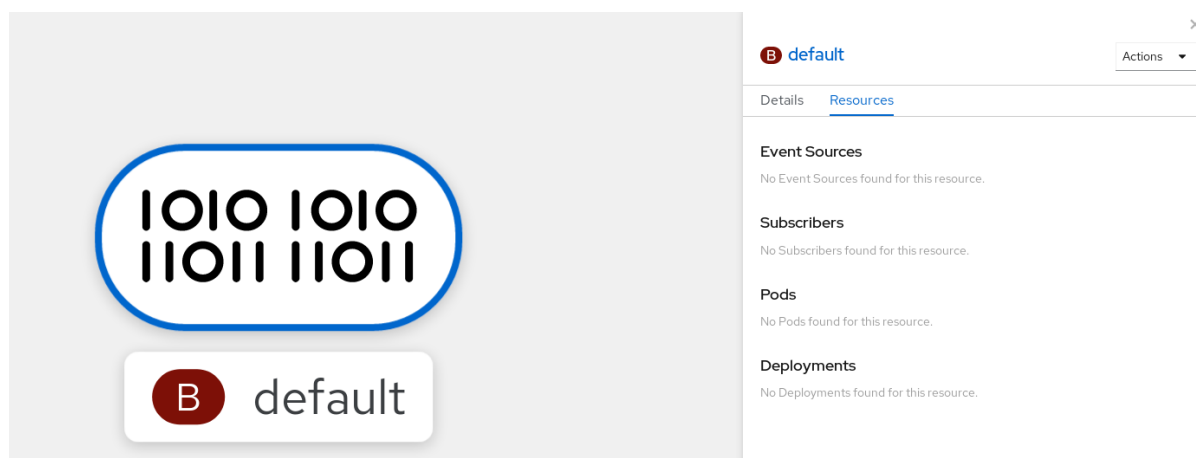 1010 1010
11011 11011
B default
B default
Actions
Details Resources
Event Sources
No Event Sources found for this resource.
Subscribers
No Subscribers found for this resource.
Pods
No Pods found for this resource.
Deployments
No Deployments found for this resource.